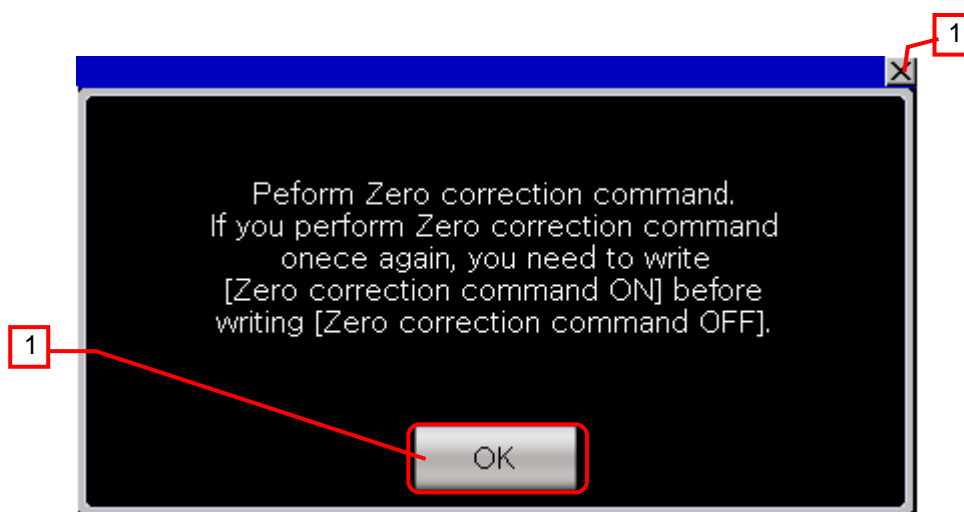 1
X
Peform Zero correction command.
If you perform Zero correction command
onece again, you need to write
[Zero correction command ON] before
writing [Zero correction command OFF].
1
OK